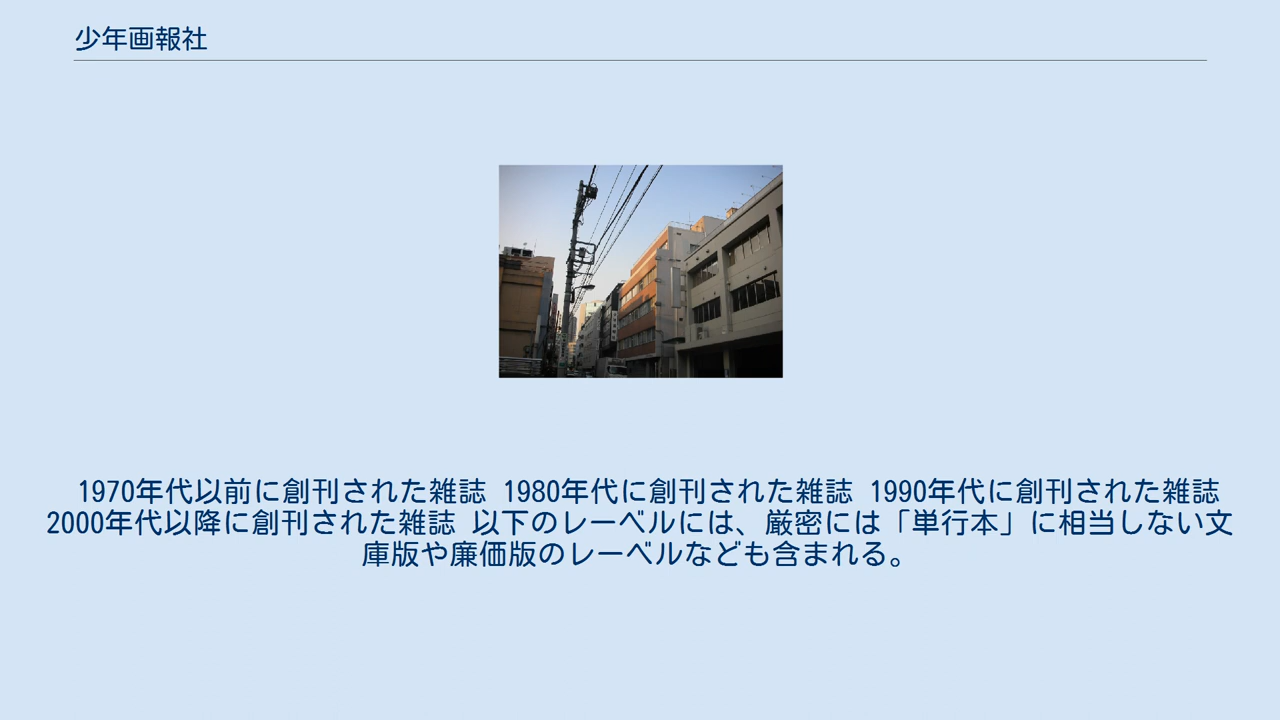 少年画報社
1970年代以前に創刊された雑誌 1980年代に創刊された雑誌 1990年代に創刊された雑誌
2000年代以降に創刊された雑誌 以下のレーベルには、厳密には「単行本」に相当しない文
庫版や廉価版のレーベルなども含まれる。